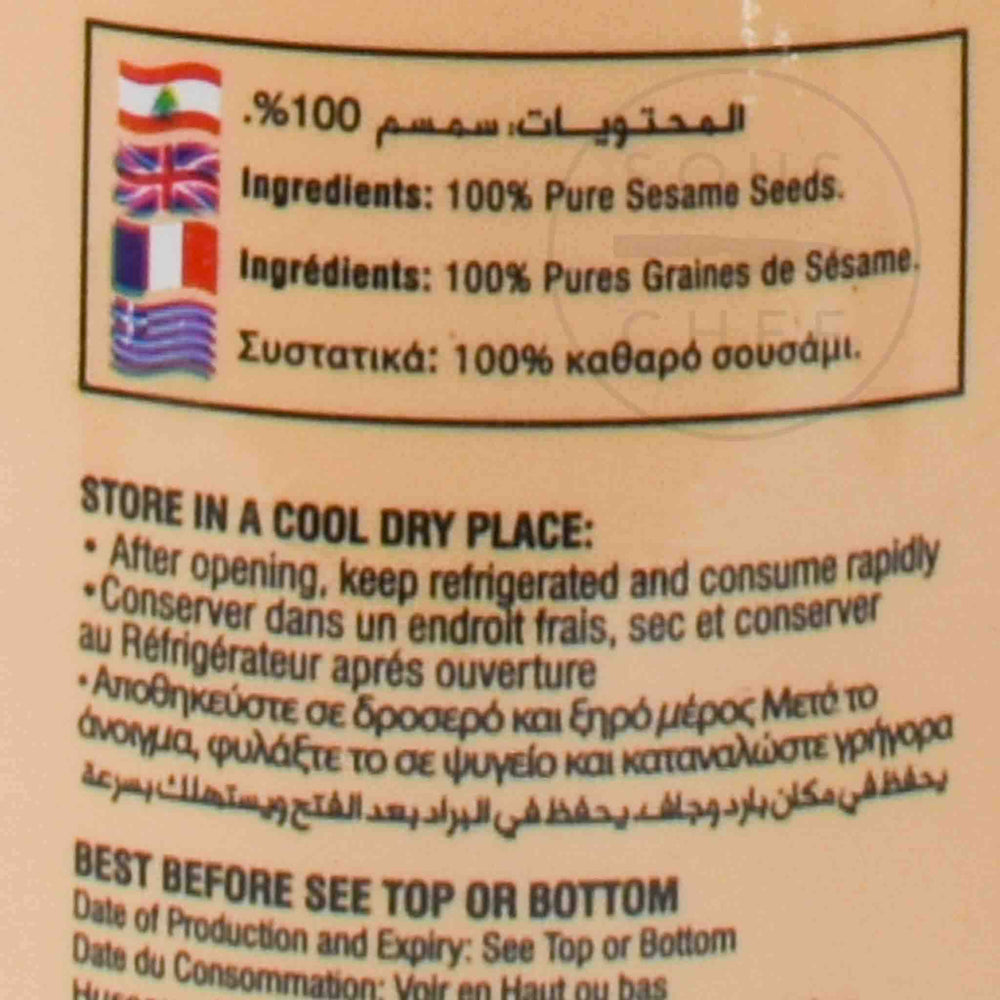 المحتويات: سمسم 100%.
Ingredients: 100% Pure Sesame Seeds.
Ingrédients: 100% Pures Graines de Sésame.
Συστατικά: 100% καθαρό σουσάμι.
SOUS
CHEF
STORE IN A COOL DRY PLACE:
• After opening, keep refrigerated and consume rapidly
•Conserver dans un endroit frais, sec et conserver
au Réfrigérateur aprés ouverture
• Αποθηκεύστε σε δροσερό και ξηρό μέρος Μετά το
άνοιγμα, φυλάξτε το σε ψυγείο και καταναλώστε γρήγορα
يحفظ في مكان بارد وجاف، يحفظ في البراد بعد الفتح ويستهلك بسرعة
BEST BEFORE SEE TOP OR BOTTOM
Date of Production and Expiry: See Top or Bottom
Date du Consommation: Voir en Haut ou bas